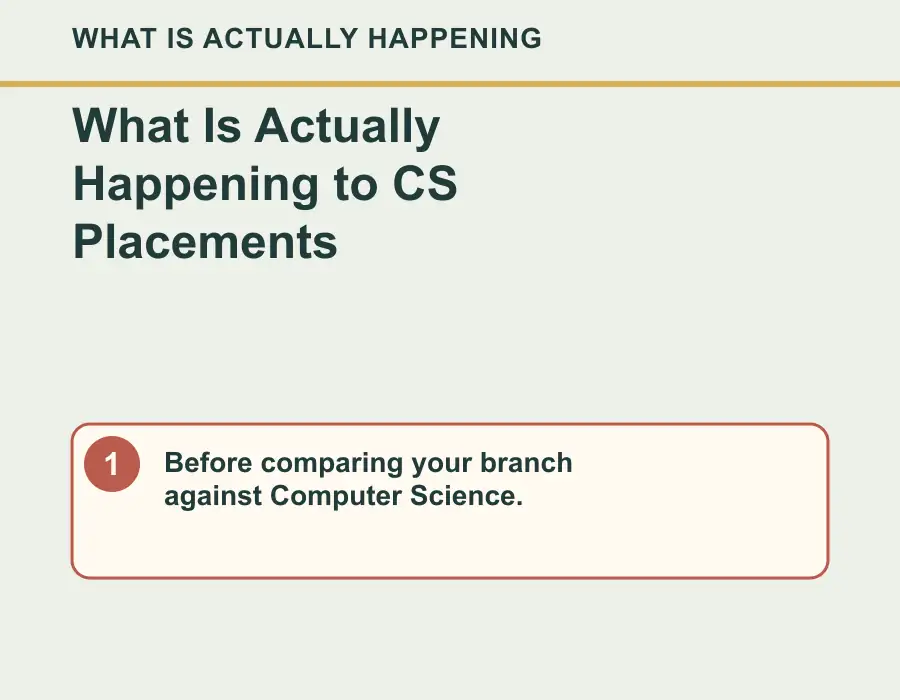 WHAT IS ACTUALLY HAPPENING
What Is Actually
Happening to CS
Placements
1
Before comparing your branch
against Computer Science.